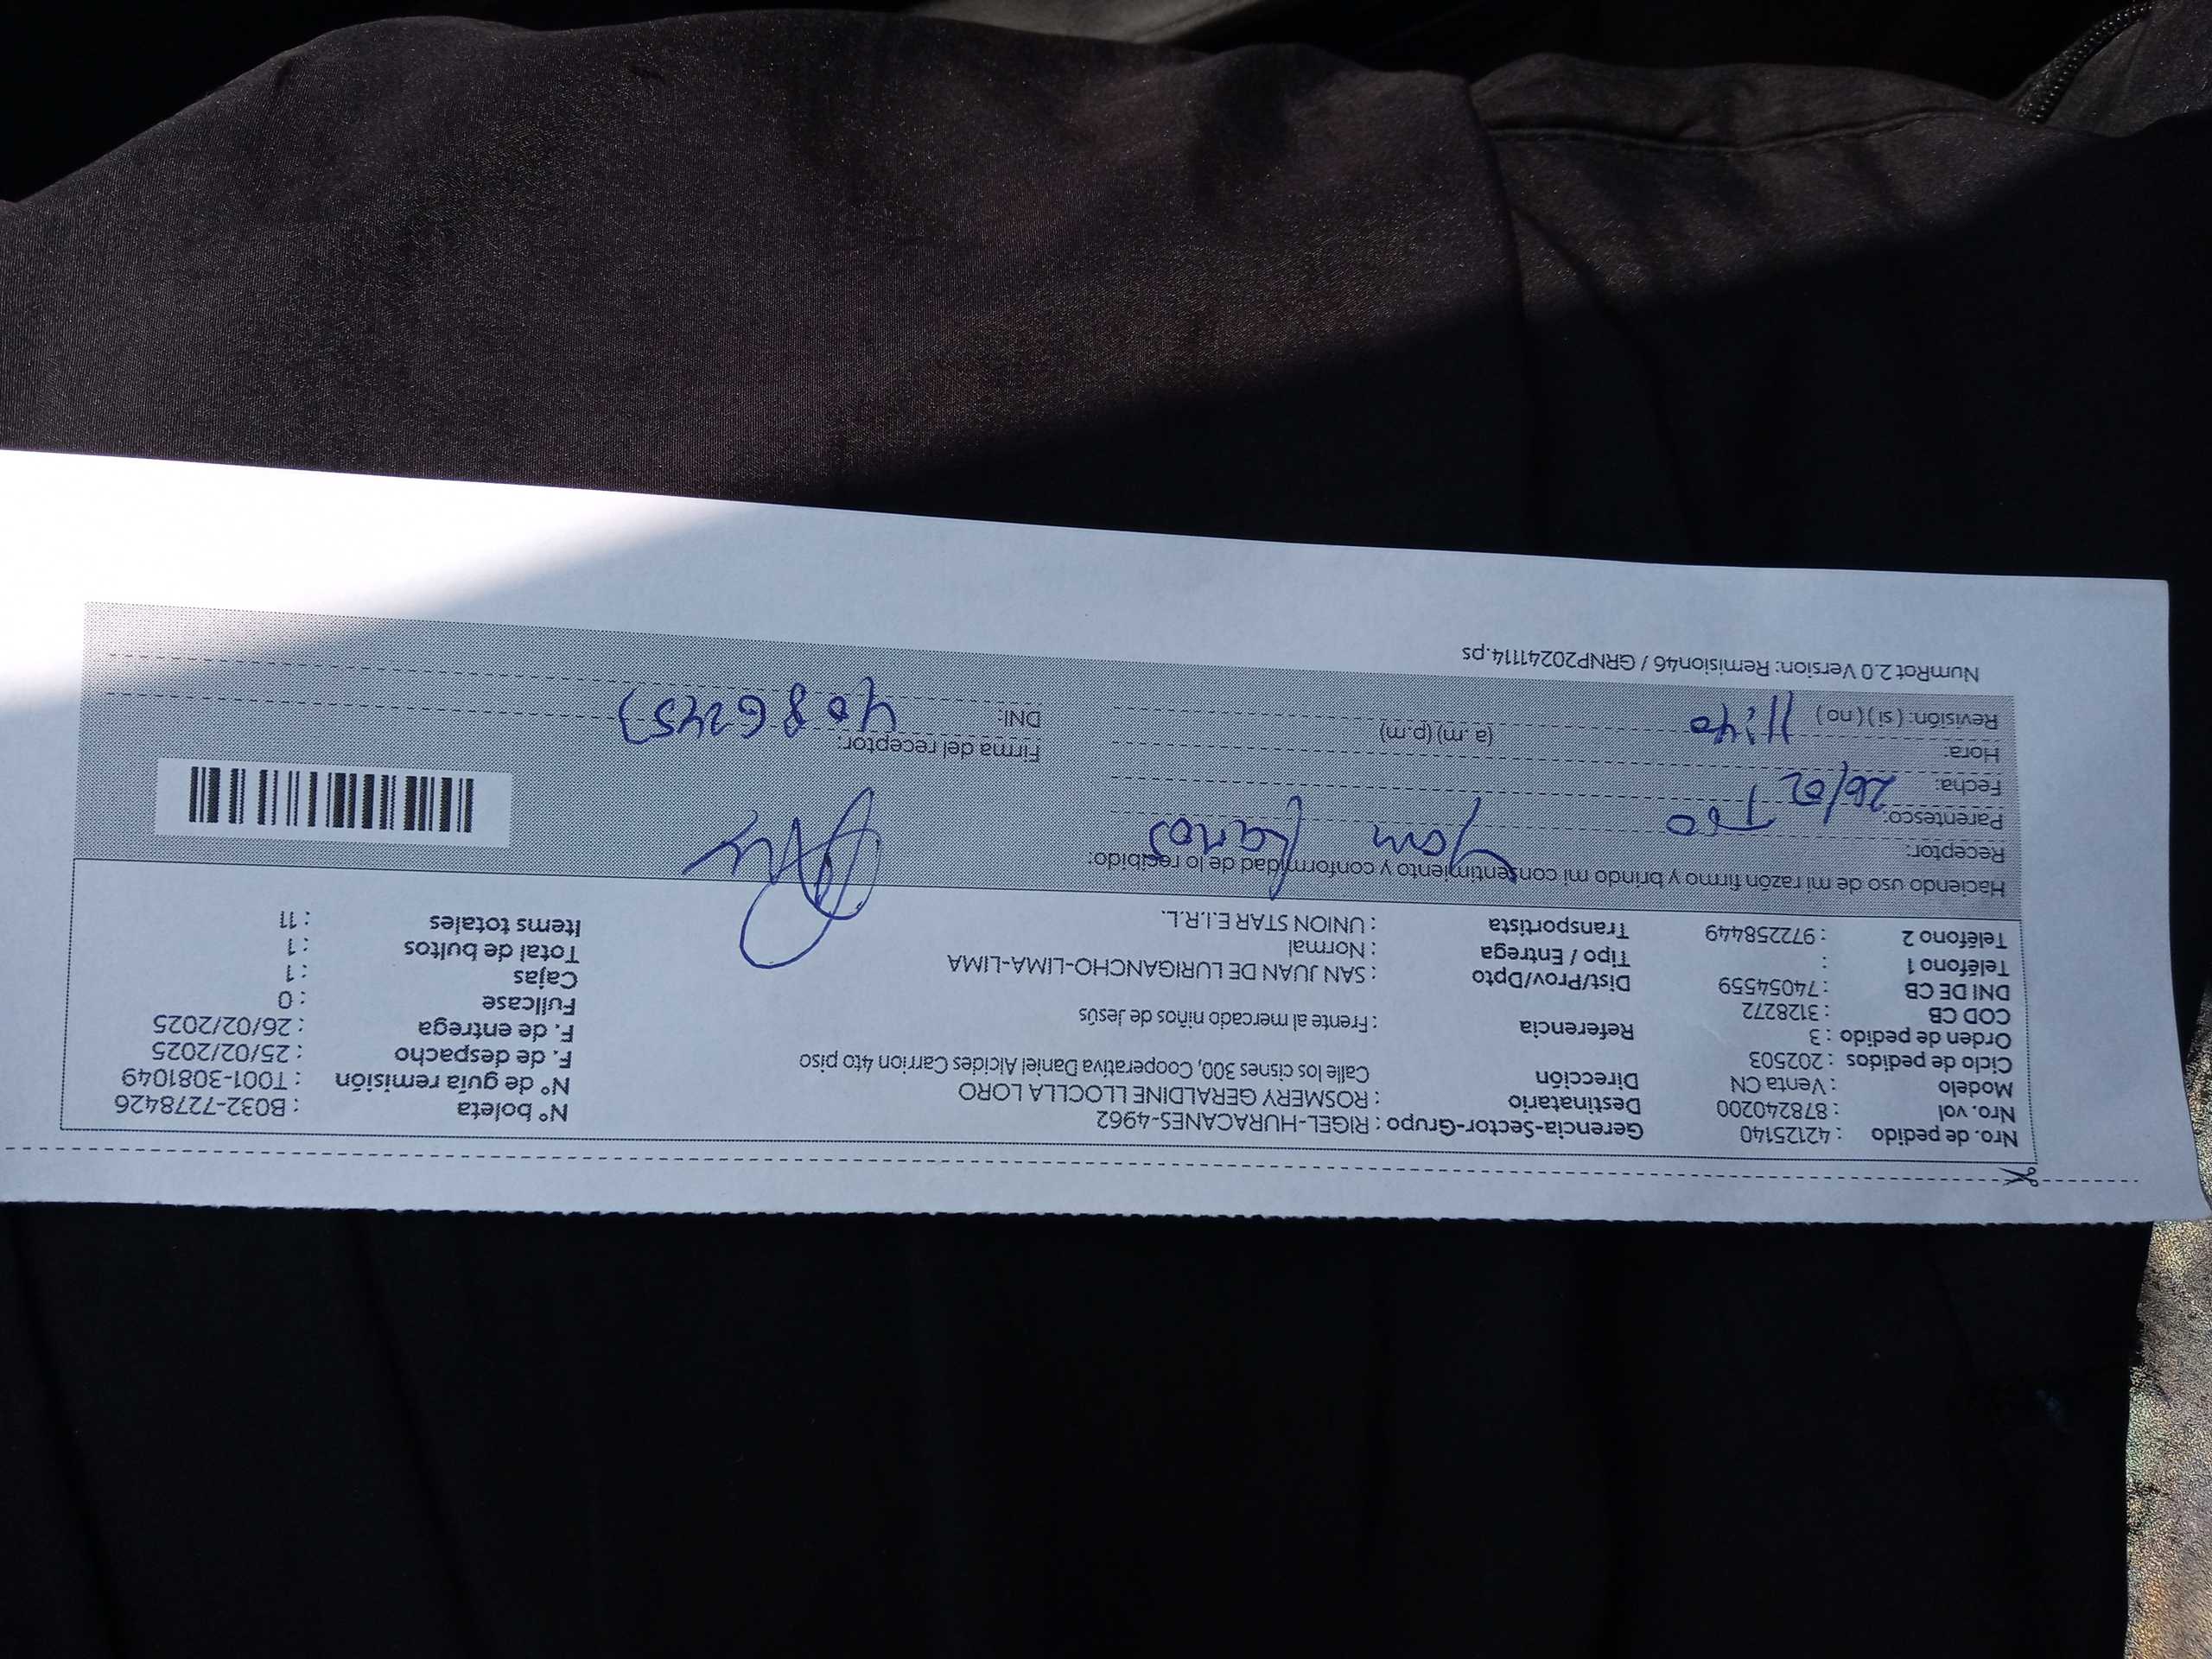 Nro. de pedido : 42125140 Gerencia-Sector-Grupo : RIGEL-HURACANES-4962 N° boleta : B032-7278426
Nro. vol : 878240200 Destinatario : ROSMERY GERALDINE LLOCLLA LORO N° de guía remisión : T001-3081049
Modelo : Venta CN Dirección Calle los cisnes 300, Cooperativa Daniel Alcides Carrion 4to piso F. de despacho : 25/02/2025
Ciclo de pedidos : 202503 F. de entrega : 26/02/2025
Orden de pedido : 3 Referencia : Frente al mercado niños de Jesús Fullcase : 0
COD CB : 3128272 Cajas : 1
DNI DE CB : 74054559 Dist/Prov/Dpto : SAN JUAN DE LURIGANCHO-LIMA-LIMA Total de bultos : 1
Teléfono 1 : Tipo / Entrega : Normal Items totales : 11
Teléfono 2 : 972258449 Transportista : UNION STAR E.I.R.L.
Haciendo uso de mi razón firmo y brindo mi consentimiento y conformidad de lo recibido:
Receptor:
Parentesco: Tio
Fecha: 26/02
Hora: (a.m) (p.m) Firma del receptor:
Revisión: ( si ) ( no ) 11:40 DNI:
NumRot 2.0 Version: Remision46 / GRNP20241114.ps